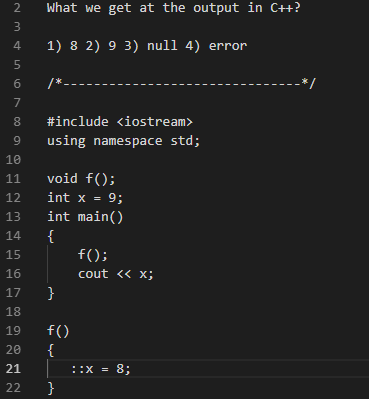 2 What we get at the output in C++?
3
4 1) 8 2) 9 3) null 4) error
5
6 /*------------------------------*/
7
8 #include <iostream>
9 using namespace std;
10
11 void f();
12 int x = 9;
13 int main()
14 {
15     f();
16     cout << x;
17 }
18
19 f()
20 {
21    ::x = 8;
22 }